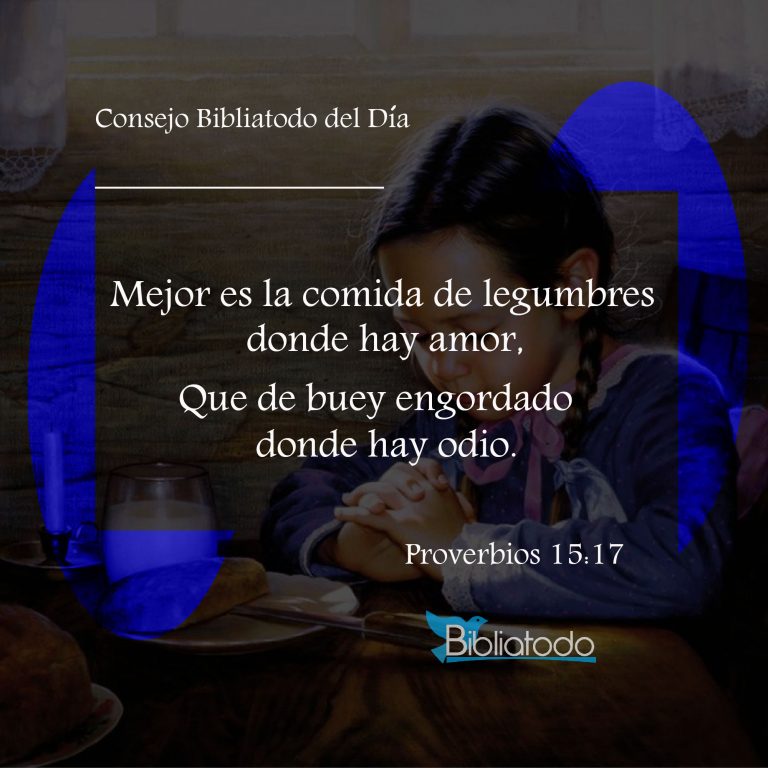 Consejo Bibliatodo del Día
Mejor es la comida de legumbres
donde hay amor,
Que de buey engordado
donde hay odio.
Proverbios 15:17
Bibliatodo